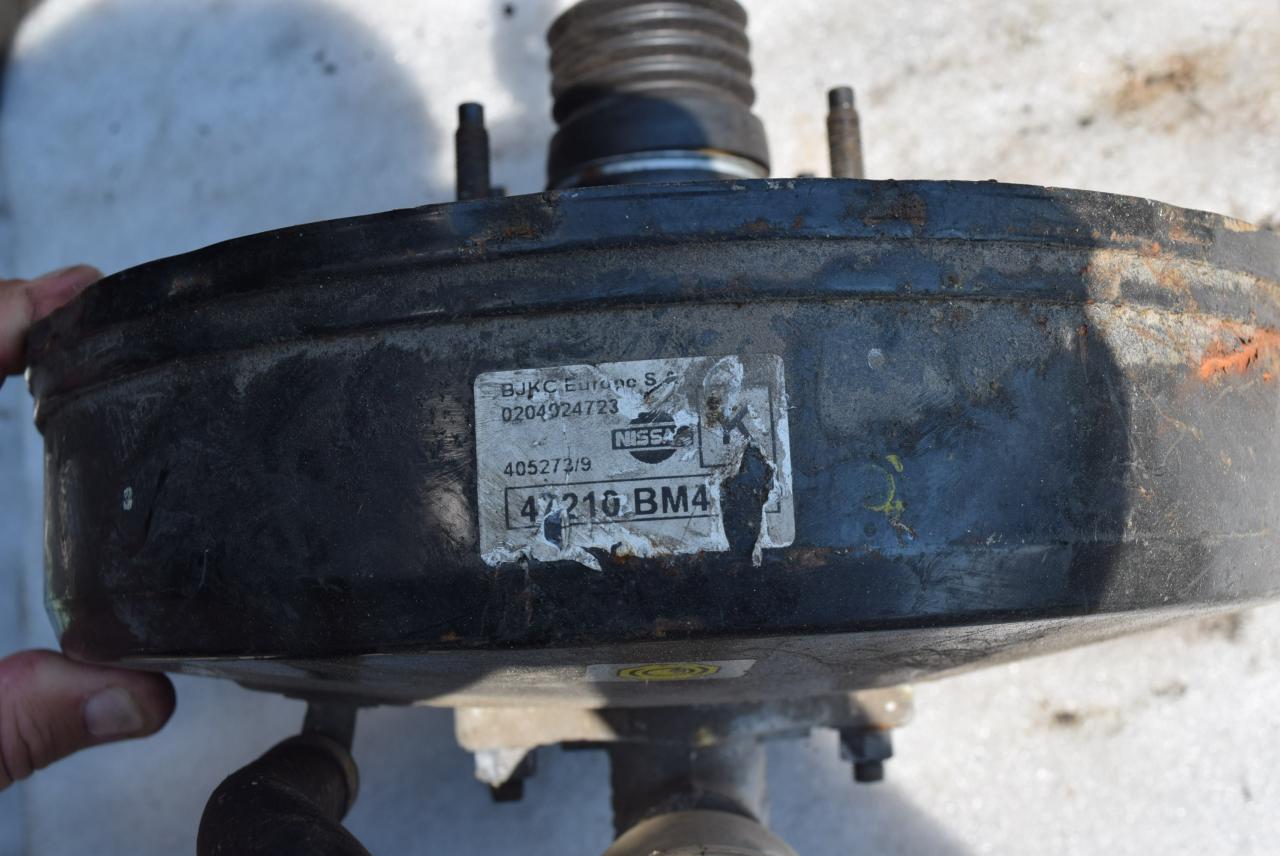 BJKC Europe S.A
0204924723
NISSAN
K
405273/9
47210 BM4